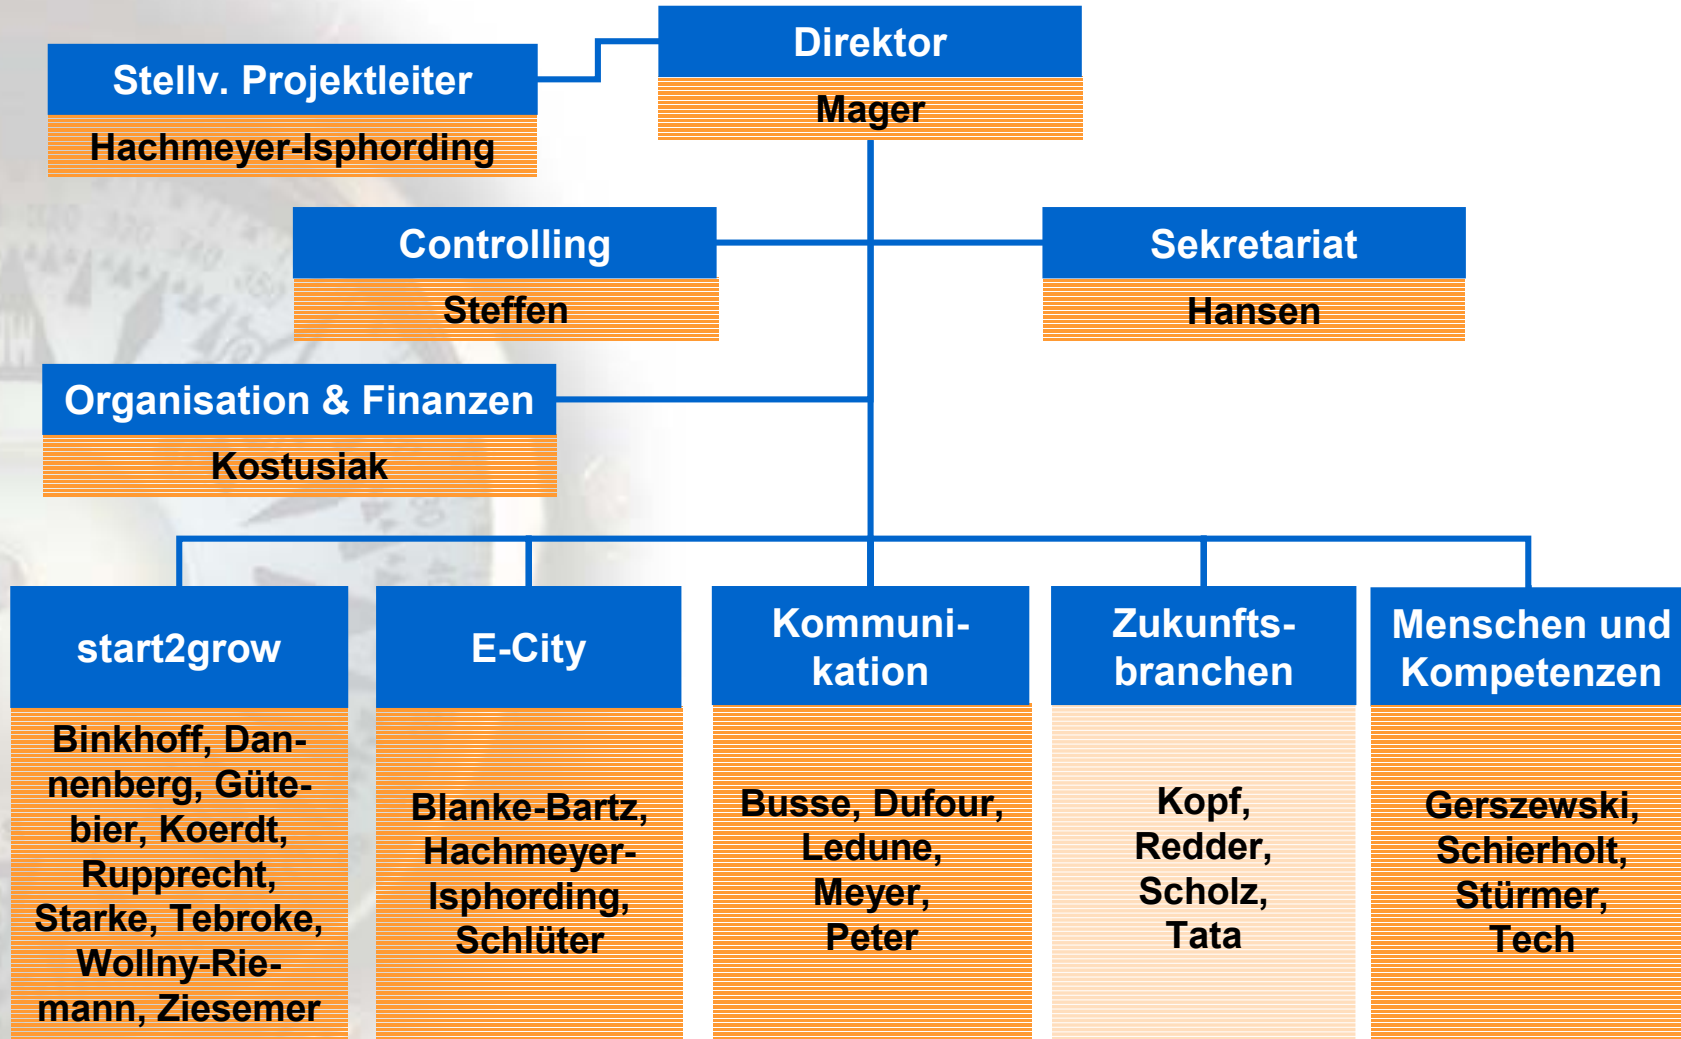 Direktor
Mager
Stellv. Projektleiter
Hachmeyer-Isphording
Controlling
Steffen
Sekretariat
Hansen
Organisation & Finanzen
Kostusiak
start2grow
Binkhoff, Dan-
nenberg, Güte-
bier, Koerdt,
Rupprecht,
Starke, Tebroke,
Wollny-Rie-
mann, Ziesemer
E-City
Blanke-Bartz,
Hachmeyer-
Isphording,
Schlüter
Kommuni-
kation
Busse, Dufour,
Ledune,
Meyer,
Peter
Zukunfts-
branchen
Kopf,
Redder,
Scholz,
Tata
Menschen und
Kompetenzen
Gerszewski,
Schierholt,
Stürmer,
Tech